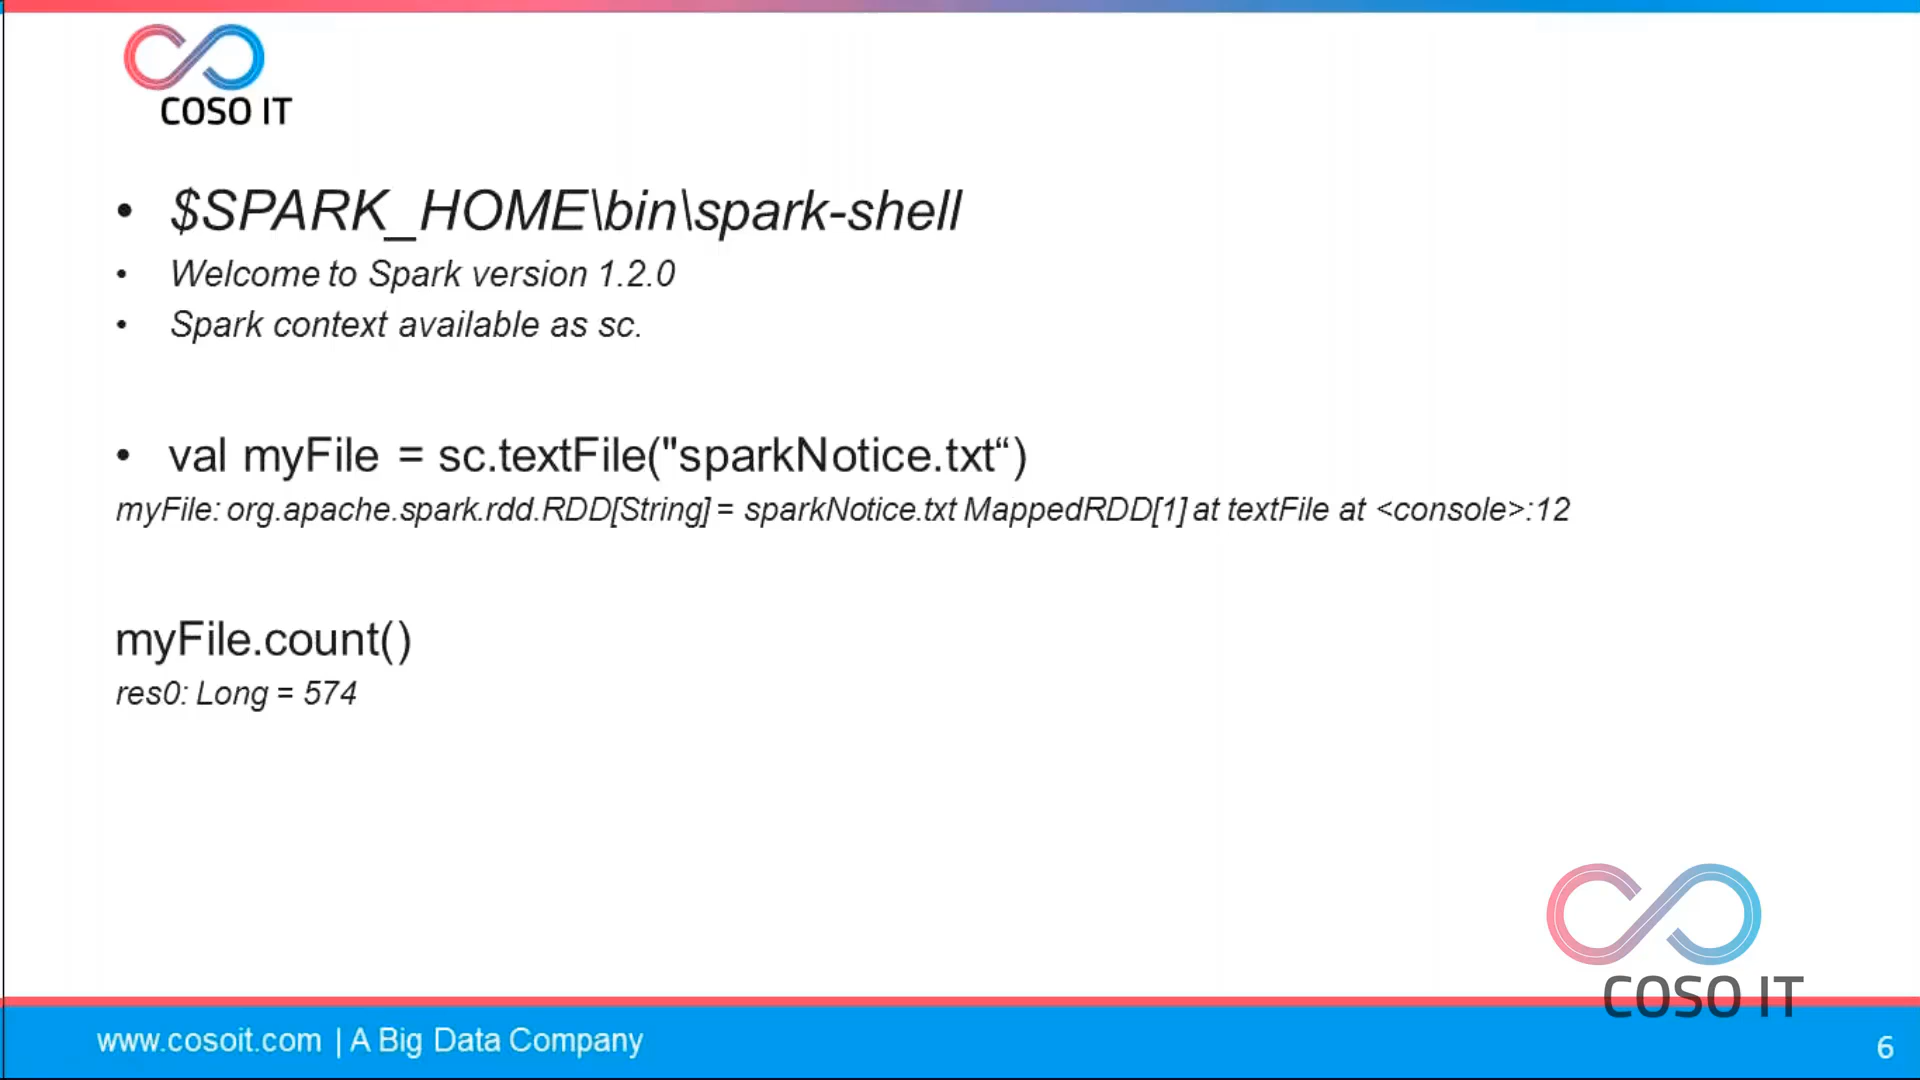 COSO IT
• $SPARK_HOME\bin\spark-shell
• Welcome to Spark version 1.2.0
• Spark context available as sc.
• val myFile = sc.textFile("sparkNotice.txt“)
myFile: org.apache.spark.rdd.RDD[String] = sparkNotice.txt MappedRDD[1] at textFile at <console>:12
myFile.count()
res0: Long = 574
COSO IT
www.cosoit.com | A Big Data Company
6